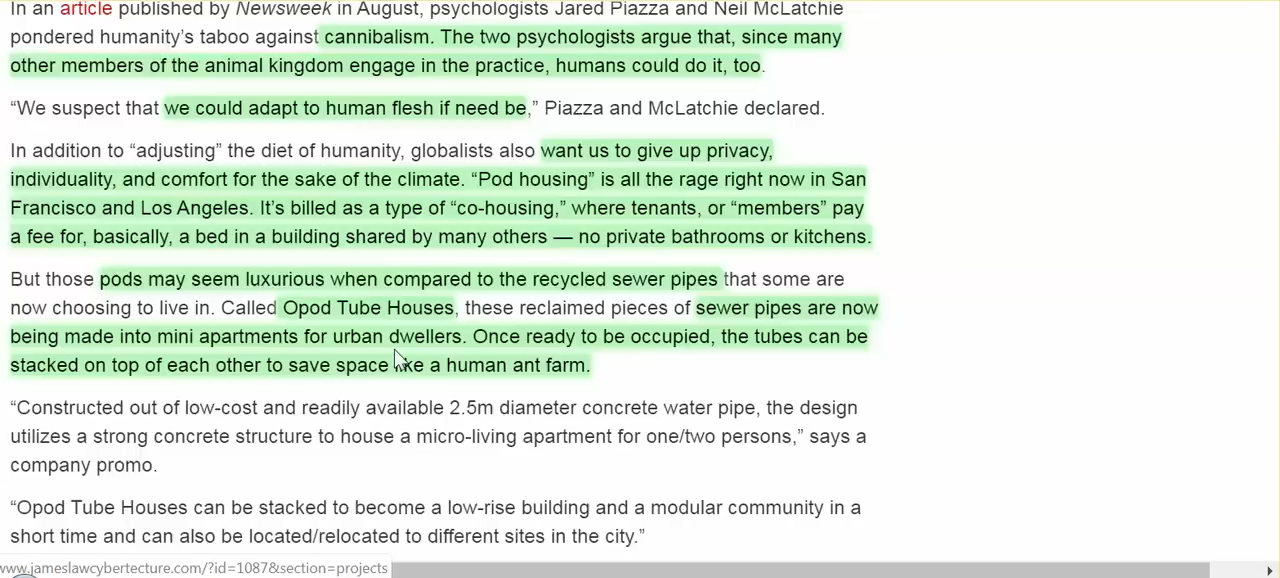 In an article published by Newsweek in August, psychologists Jared Piazza and Neil McLatchie
pondered humanity’s taboo against cannibalism. The two psychologists argue that, since many
other members of the animal kingdom engage in the practice, humans could do it, too.
“We suspect that we could adapt to human flesh if need be,” Piazza and McLatchie declared.
In addition to “adjusting” the diet of humanity, globalists also want us to give up privacy,
individuality, and comfort for the sake of the climate. “Pod housing” is all the rage right now in San
Francisco and Los Angeles. It’s billed as a type of “co-housing,” where tenants, or “members” pay
a fee for, basically, a bed in a building shared by many others — no private bathrooms or kitchens.
But those pods may seem luxurious when compared to the recycled sewer pipes that some are
now choosing to live in. Called Opod Tube Houses, these reclaimed pieces of sewer pipes are now
being made into mini apartments for urban dwellers. Once ready to be occupied, the tubes can be
stacked on top of each other to save space like a human ant farm.
“Constructed out of low-cost and readily available 2.5m diameter concrete water pipe, the design
utilizes a strong concrete structure to house a micro-living apartment for one/two persons,” says a
company promo.
“Opod Tube Houses can be stacked to become a low-rise building and a modular community in a
short time and can also be located/relocated to different sites in the city.”
www.jameslawcybertecture.com/?id=1087&section=projects